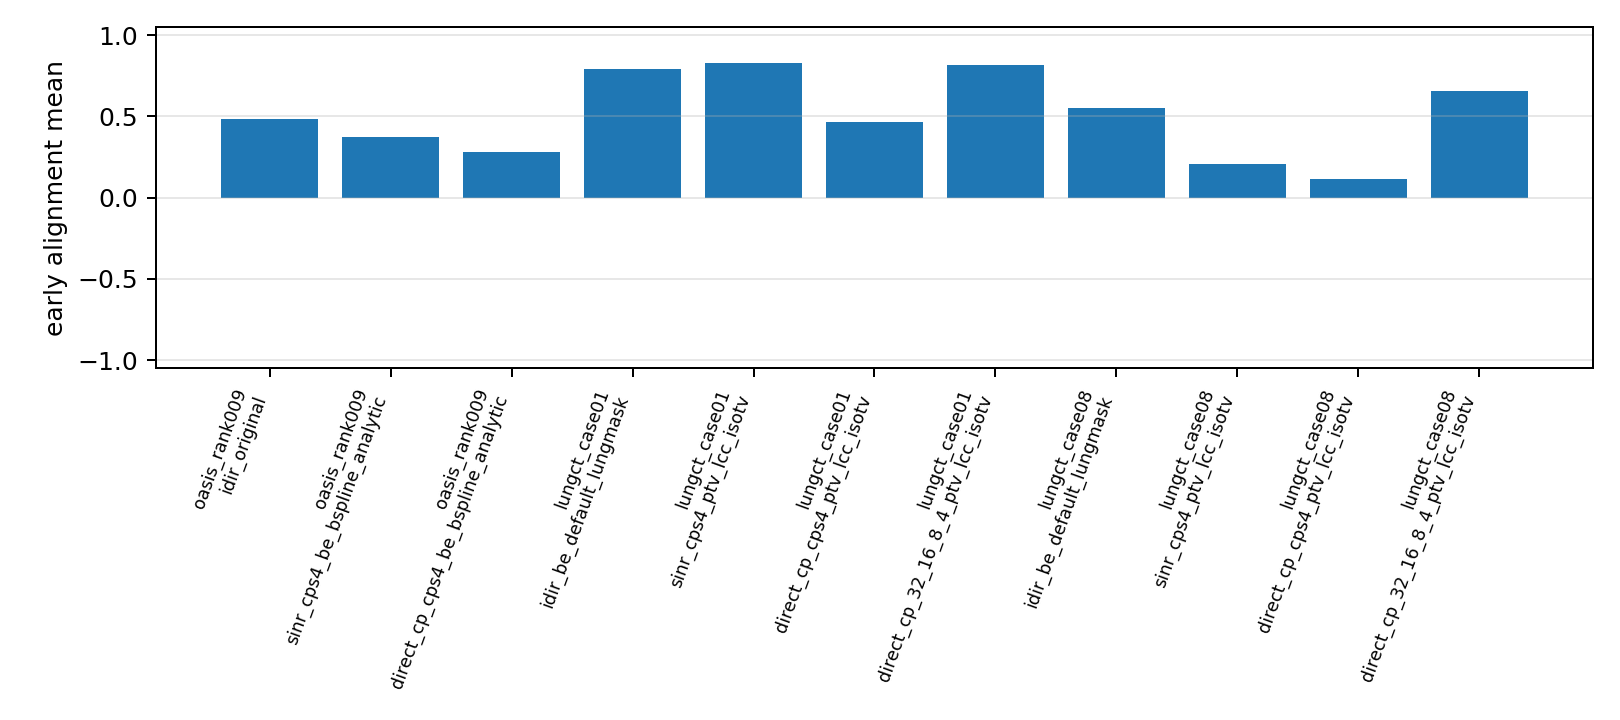 early alignment mean
1.0
0.5
0.0
−0.5
−1.0
oasis_rank009
idir_original
oasis_rank009
sinr_cps4_be_bspline_analytic
oasis_rank009
direct_cp_cps4_be_bspline_analytic
lungct_case01
idir_be_default_lungmask
lungct_case01
sinr_cps4_ptv_lcc_isotv
lungct_case01
direct_cp_cps4_ptv_lcc_isotv
lungct_case01
direct_cp_32_16_8_4_ptv_lcc_isotv
lungct_case08
idir_be_default_lungmask
lungct_case08
sinr_cps4_ptv_lcc_isotv
lungct_case08
direct_cp_cps4_ptv_lcc_isotv
lungct_case08
direct_cp_32_16_8_4_ptv_lcc_isotv